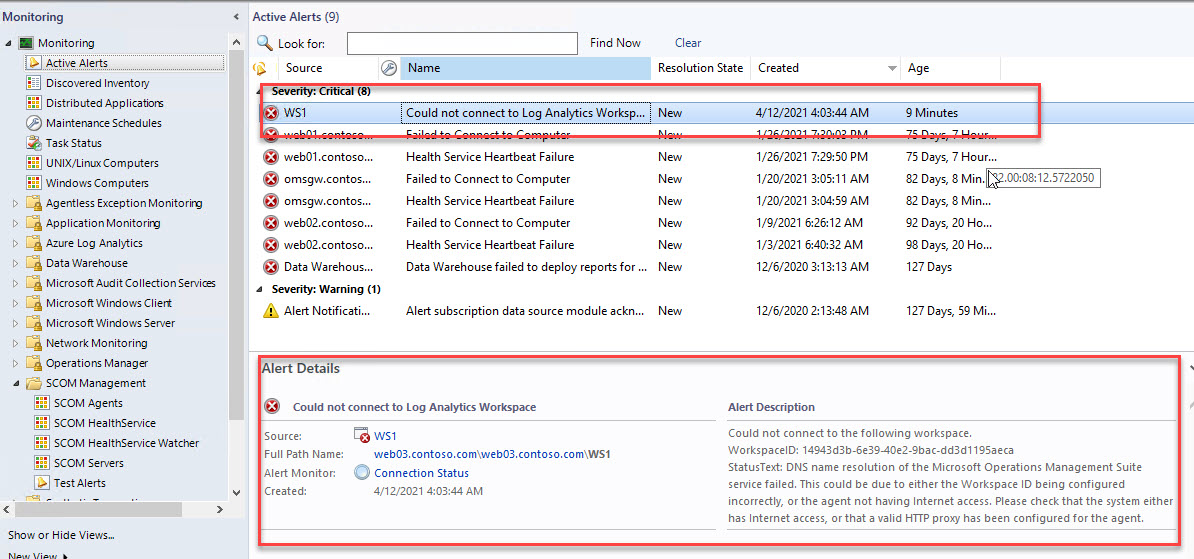 Monitoring
Monitoring
Active Alerts
Discovered Inventory
Distributed Applications
Maintenance Schedules
Task Status
UNIX/Linux Computers
Windows Computers
Agentless Exception Monitoring
Application Monitoring
Azure Log Analytics
Data Warehouse
Microsoft Audit Collection Services
Microsoft Windows Client
Microsoft Windows Server
Network Monitoring
Operations Manager
SCOM Management
SCOM Agents
SCOM HealthService
SCOM HealthService Watcher
SCOM Servers
Test Alerts
Show or Hide Views...
New View
Active Alerts (9)
Look for: Find Now Clear
Source Name Resolution State Created Age
Severity: Critical (8)
WS1 Could not connect to Log Analytics Worksp... New 4/12/2021 4:03:44 AM 9 Minutes
web01.contoso... Failed to Connect to Computer New 1/26/2021 7:30:03 PM 75 Days, 7 Hour...
web01.contoso... Health Service Heartbeat Failure New 1/26/2021 7:29:50 PM 75 Days, 7 Hour...
omsgw.contos... Failed to Connect to Computer New 1/20/2021 3:05:11 AM 82 Days, 8 Min...
82.00:08:12.5722050
omsgw.contos... Health Service Heartbeat Failure New 1/20/2021 3:04:59 AM 82 Days, 8 Min...
web02.contoso... Failed to Connect to Computer New 1/9/2021 6:26:12 AM 92 Days, 20 Ho...
web02.contoso... Health Service Heartbeat Failure New 1/3/2021 6:40:32 AM 98 Days, 20 Ho...
Data Warehous... Data Warehouse failed to deploy reports for ... New 12/6/2020 3:13:13 AM 127 Days
Severity: Warning (1)
Alert Notificati... Alert subscription data source module ackn... New 12/6/2020 2:13:48 AM 127 Days, 59 Mi...
Alert Details
Could not connect to Log Analytics Workspace
Source: WS1
Full Path Name: web03.contoso.com\web03.contoso.com\WS1
Alert Monitor: Connection Status
Created: 4/12/2021 4:03:44 AM
Alert Description
Could not connect to the following workspace.
WorkspaceID: 14943d3b-6e39-40e2-9bac-dd3d1195aeca
StatusText: DNS name resolution of the Microsoft Operations Management Suite
service failed. This could be due to either the Workspace ID being configured
incorrectly, or the agent not having Internet access. Please check that the system either
has Internet access, or that a valid HTTP proxy has been configured for the agent.